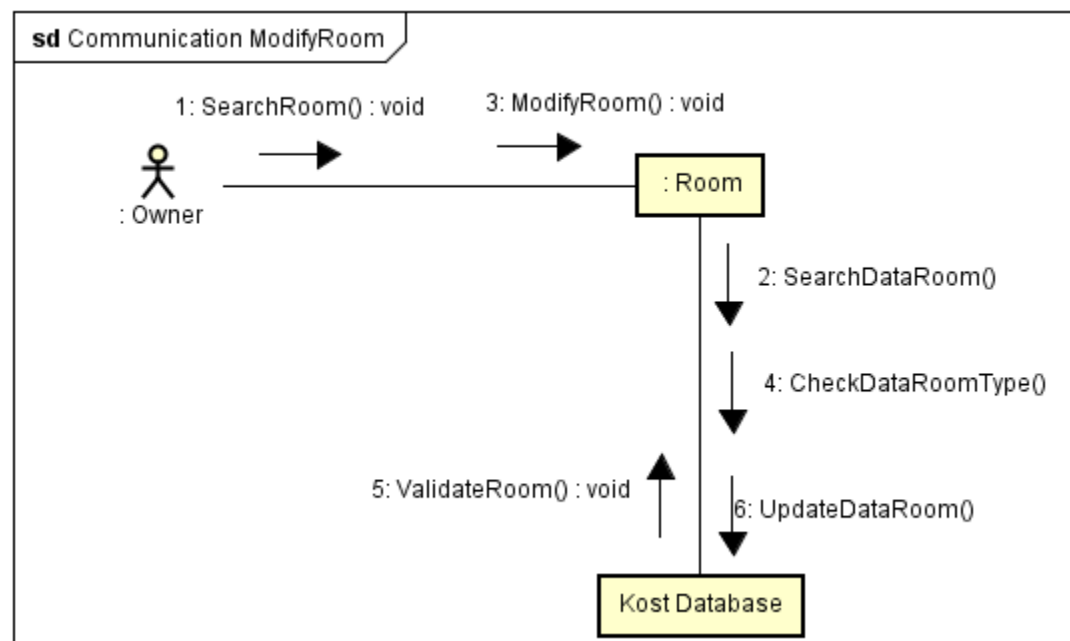 sd Communication ModifyRoom
1: SearchRoom() : void
3: ModifyRoom() : void
: Owner
: Room
2: SearchDataRoom()
4: CheckDataRoomType()
5: ValidateRoom() : void
6: UpdateDataRoom()
Kost Database